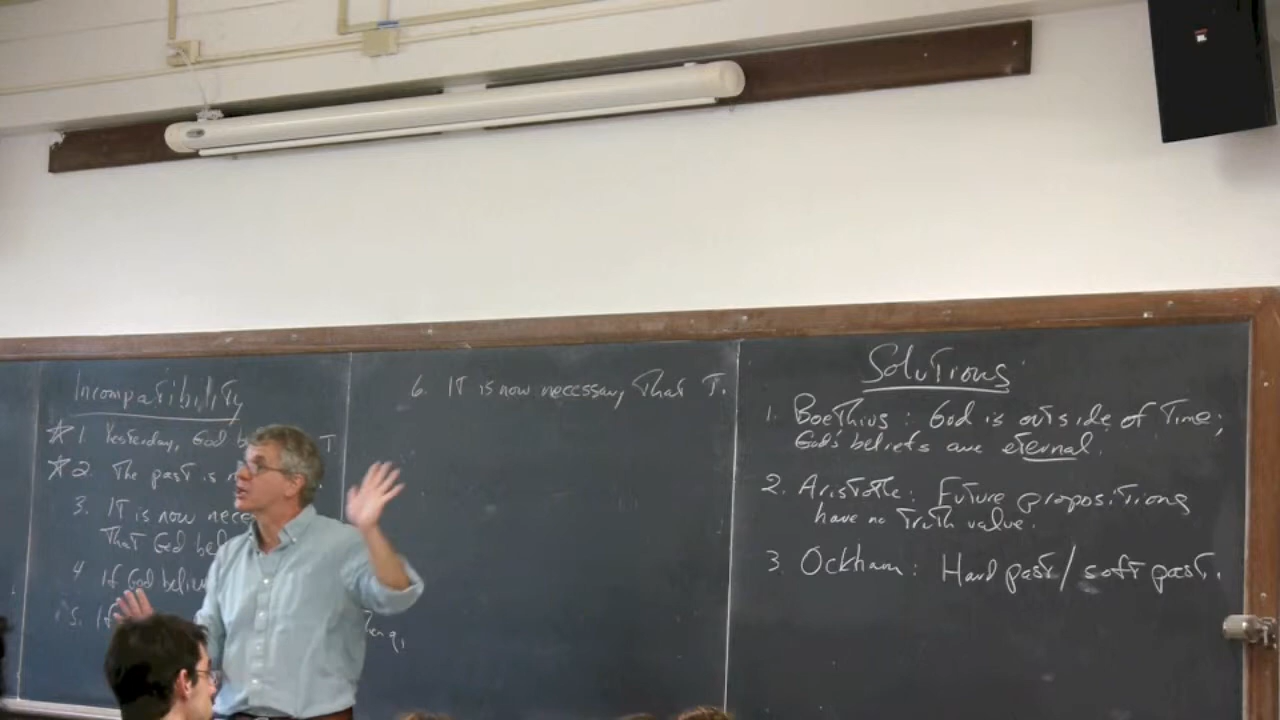 Incompatibility
1. Yesterday, God b T
2. The past is n
3. IT is now nece
That God bel
4 If God believ
5. If Then q,
6. IT is now necessary That T.
Solutions
1. Boethius: God is outside of Time;
God's beliefs are eternal.
2. Aristotle: Future propositions
have no Truth value.
3 Ockham: Hard past/soft past.